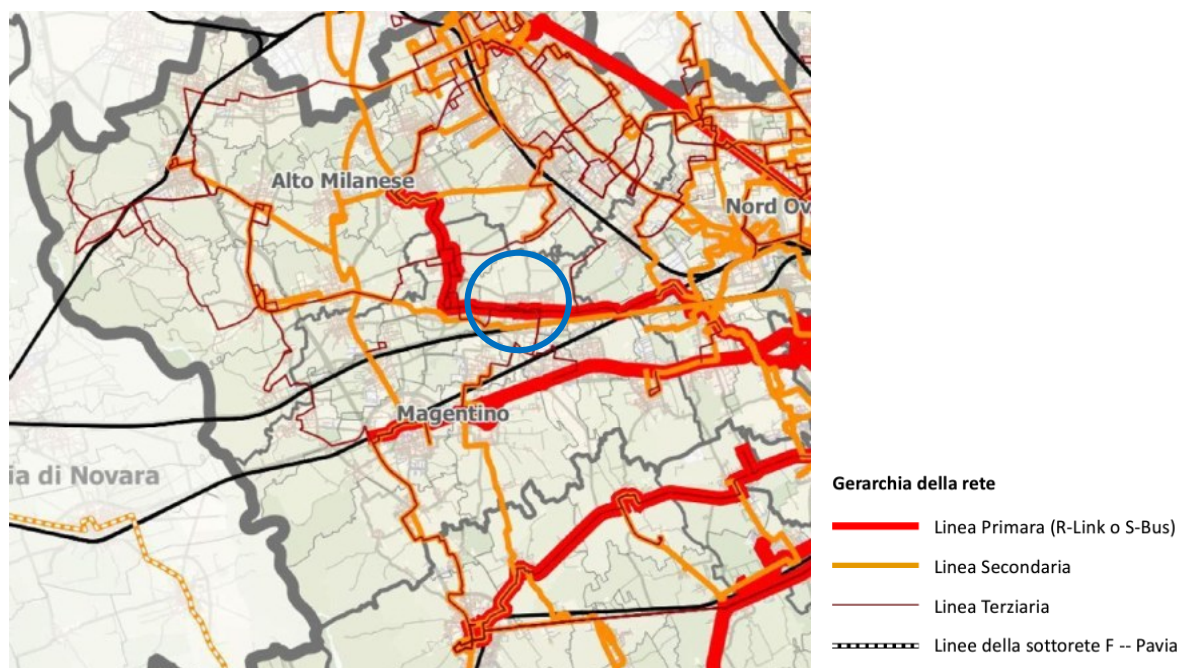 Alto Milanese
Nord Ov
Magentino
ia di Novara
Gerarchia della rete
Linea Primara (R-Link o S-Bus)
Linea Secondaria
Linea Terziaria
Linee della sottorete F -- Pavia